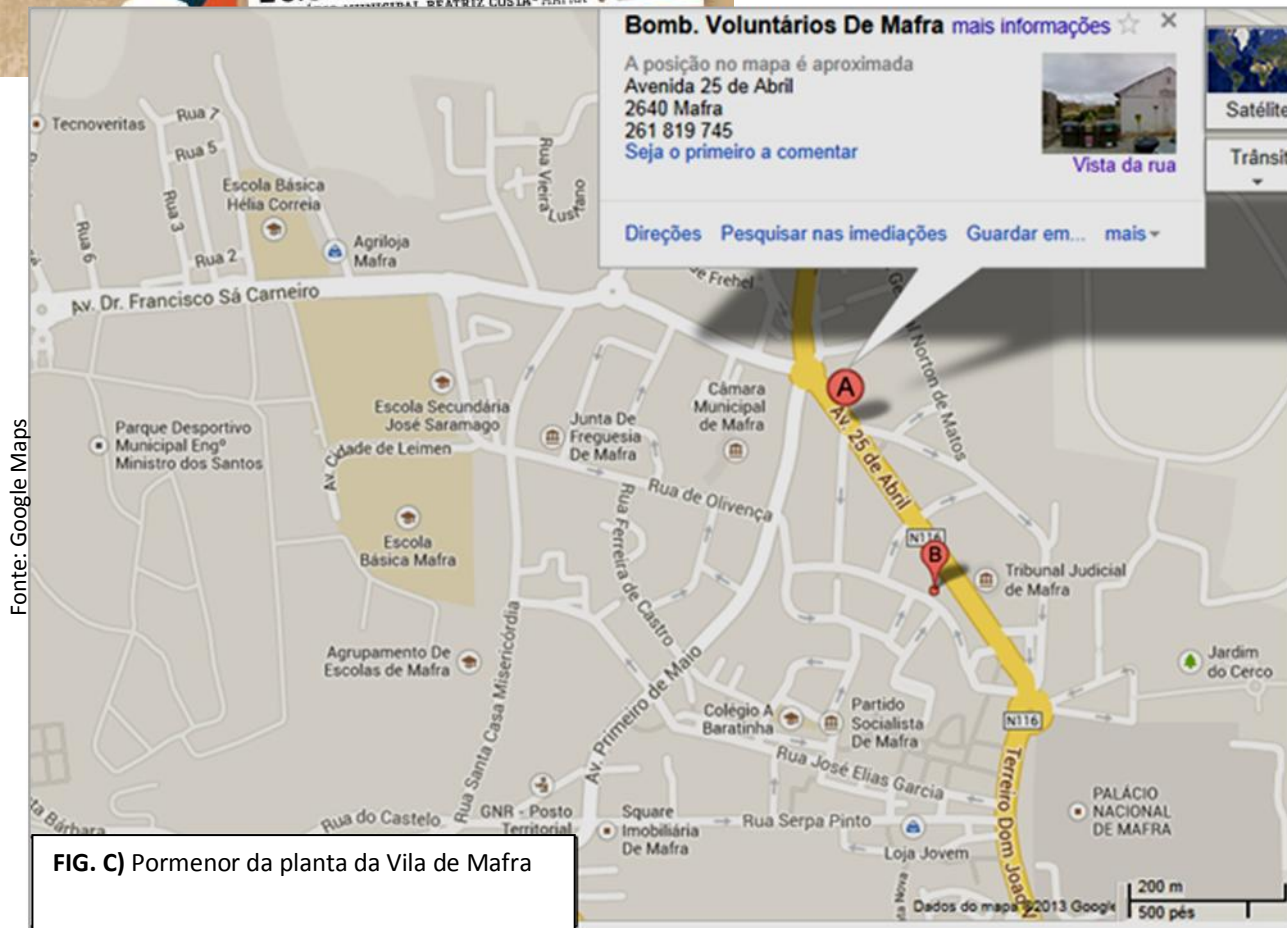 MUNICIPAL BEATRIZ COSTA
Bomb. Voluntários De Mafra mais informações
A posição no mapa é aproximada
Avenida 25 de Abril
2640 Mafra
261 819 745
Seja o primeiro a comentar
Vista da rua
Direções Pesquisar nas imediações Guardar em... mais
Satélite
Trânsit
Tecnoveritas
Rua 7
Rua 5
Rua 3
Rua 6
Rua 2
Escola Básica
Hélia Correia
Agriloja
Mafra
Rua Vieira
Lusitano
Av. Dr. Francisco Sá Carneiro
de Frehel
Norton de Matos
A
Av. 25 de Abril
Câmara
Municipal
de Mafra
Escola Secundária
José Saramago
Junta De
Freguesia
De Mafra
Parque Desportivo
Municipal Engº
Ministro dos Santos
Av. Cidade de Leimen
Rua de Olivença
Rua Ferreira de Castro
Escola
Básica Mafra
N116
B
Tribunal Judicial
de Mafra
Fonte: Google Maps
Agrupamento De
Escolas de Mafra
Rua Santa Casa Misericórdia
Av. Primeiro de Maio
Jardim
do Cerco
Colégio A
Baratinha
Partido
Socialista
De Mafra
N116
Rua José Elias Garcia
Terreiro Dom João
PALÁCIO
NACIONAL
DE MAFRA
ta Bárbara
Rua do Castelo
GNR - Posto
Territorial
Square
Imobiliária
De Mafra
Rua Serpa Pinto
Loja Jovem
Rua Nova
FIG. C) Pormenor da planta da Vila de Mafra
Dados do mapa ©2013 Google
200 m
500 pés